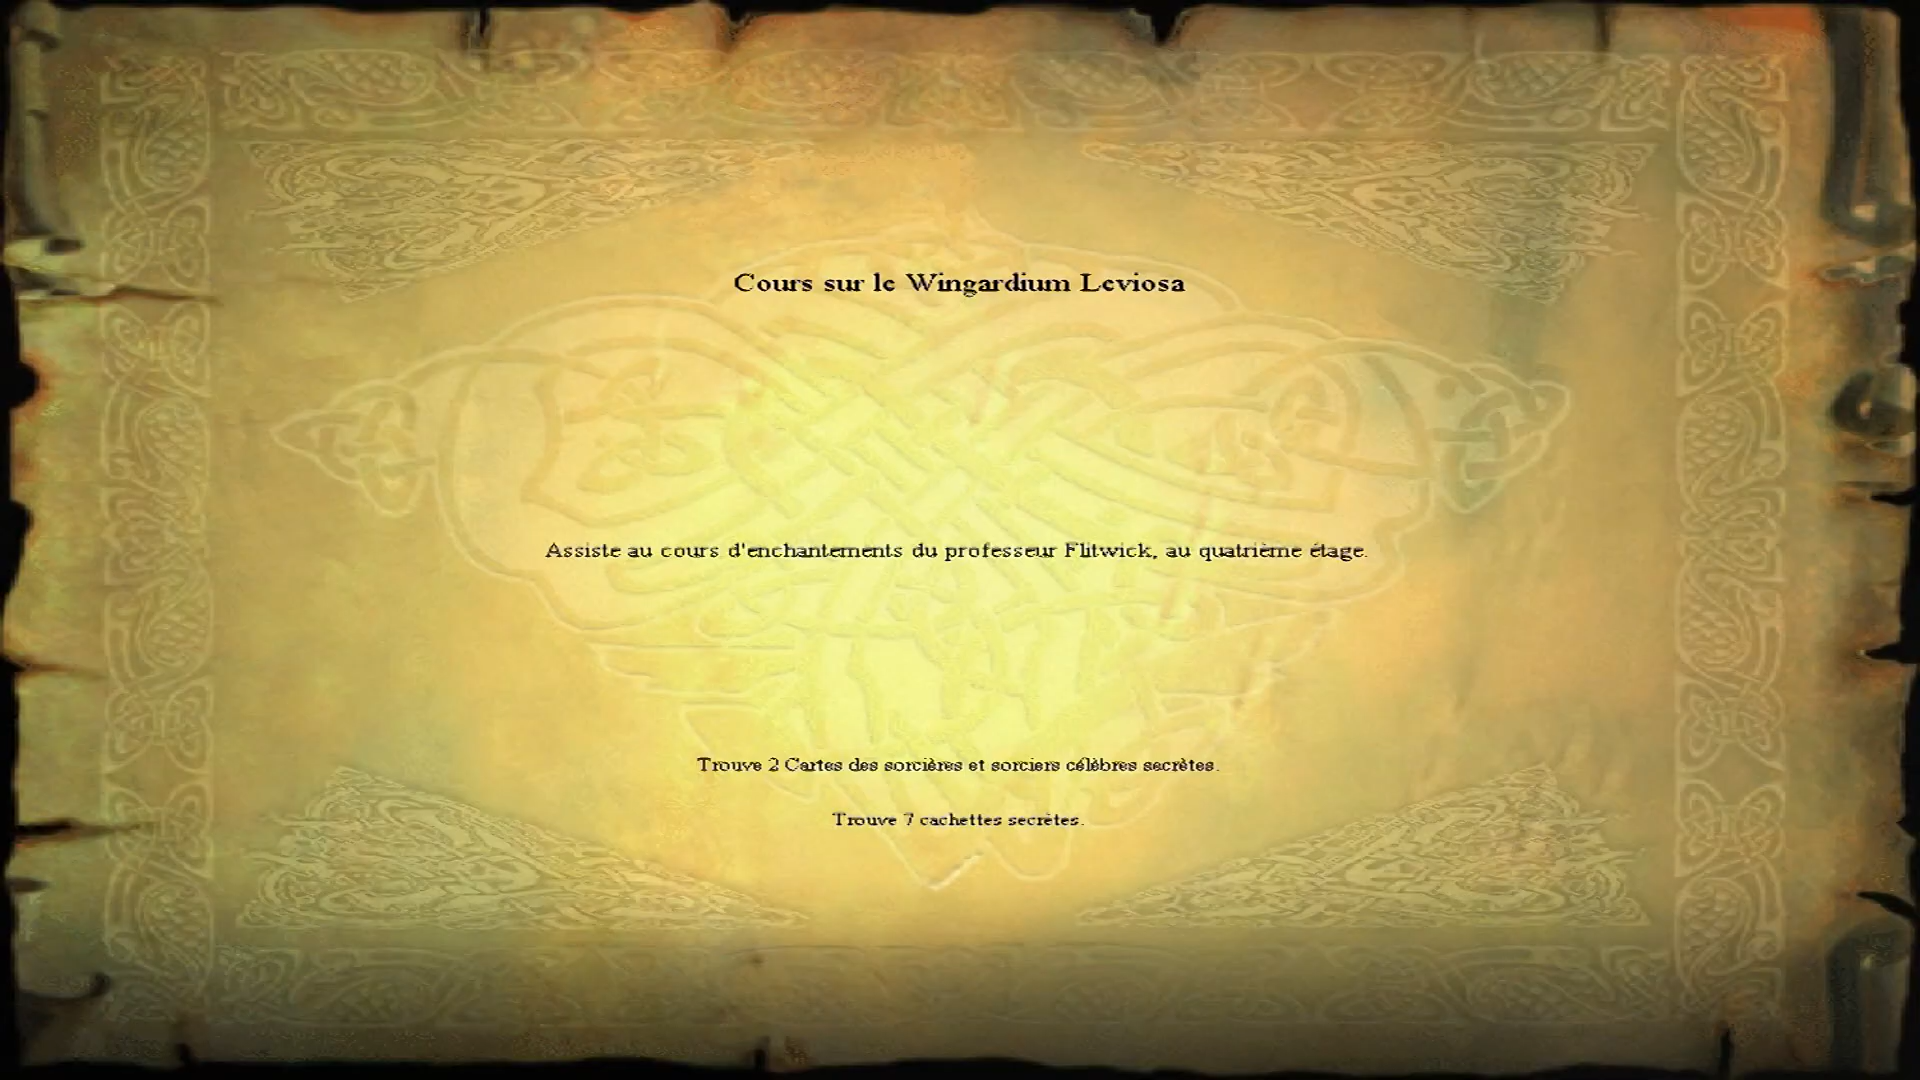 Cours sur le Wingardium Leviosa
Assiste au cours d'enchantements du professeur Flitwick, au quatrième étage.
Trouve 2 Cartes des sorcières et sorciers célèbres secrètes.
Trouve 7 cachettes secrètes.